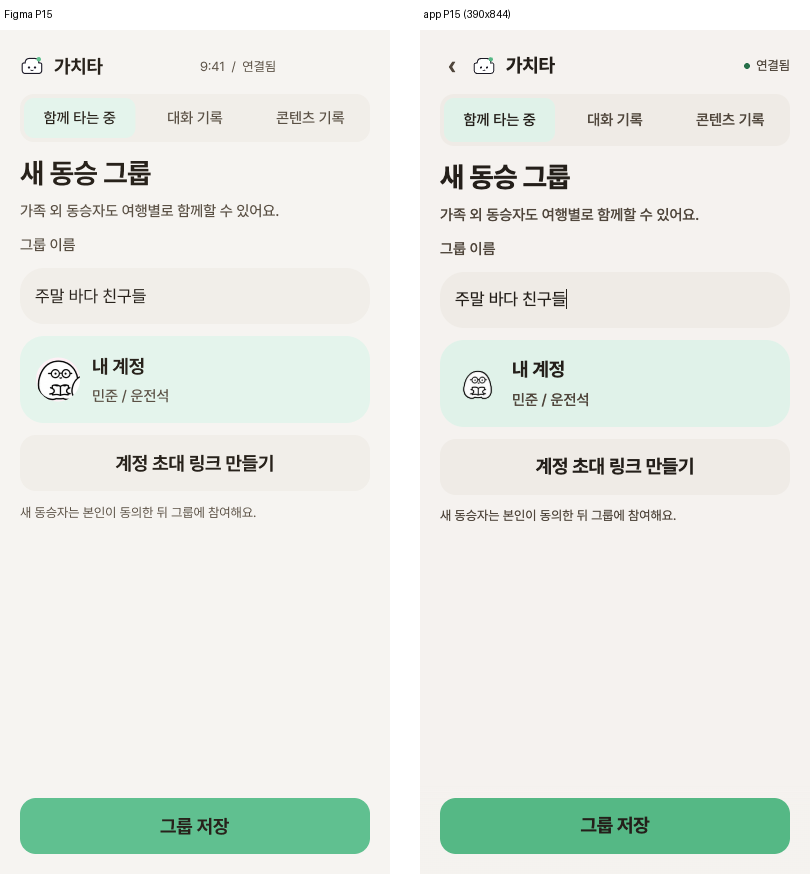 Figma P15
가치타
9:41 / 연결됨
함께 타는 중 대화 기록 콘텐츠 기록
새 동승 그룹
가족 외 동승자도 여행별로 함께할 수 있어요.
그룹 이름
주말 바다 친구들
내 계정
민준 / 운전석
계정 초대 링크 만들기
새 동승자는 본인이 동의한 뒤 그룹에 참여해요.
그룹 저장
app P15 (390x844)
가치타
연결됨
함께 타는 중 대화 기록 콘텐츠 기록
새 동승 그룹
가족 외 동승자도 여행별로 함께할 수 있어요.
그룹 이름
주말 바다 친구들
내 계정
민준 / 운전석
계정 초대 링크 만들기
새 동승자는 본인이 동의한 뒤 그룹에 참여해요.
그룹 저장